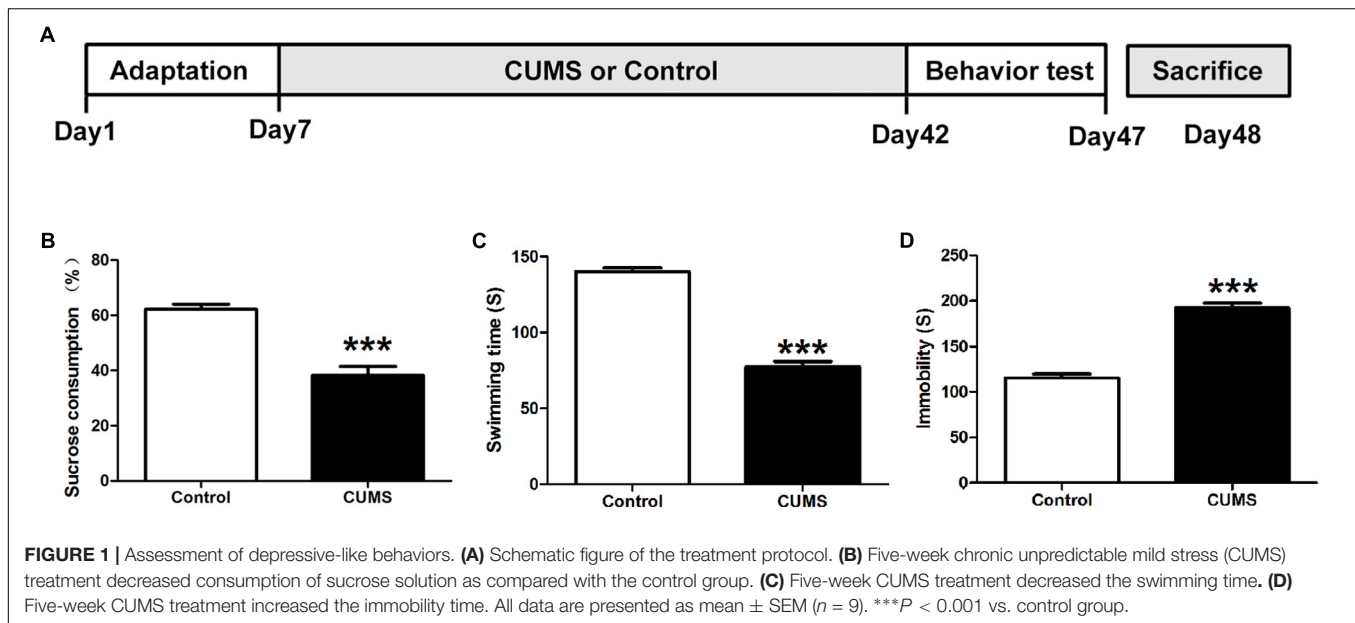 A
Adaptation CUMS or Control Behavior test Sacrifice
Day1 Day7 Day42 Day47 Day48
B
Sucrose consumption (%)
80
60
40
20
0
***
Control CUMS
C
Swimming time (S)
150
100
50
0
***
Control CUMS
D
Immobility (S)
250
200
150
100
50
0
***
Control CUMS
FIGURE 1 | Assessment of depressive-like behaviors. (A) Schematic figure of the treatment protocol. (B) Five-week chronic unpredictable mild stress (CUMS)
treatment decreased consumption of sucrose solution as compared with the control group. (C) Five-week CUMS treatment decreased the swimming time. (D)
Five-week CUMS treatment increased the immobility time. All data are presented as mean ± SEM (n = 9). ***P < 0.001 vs. control group.